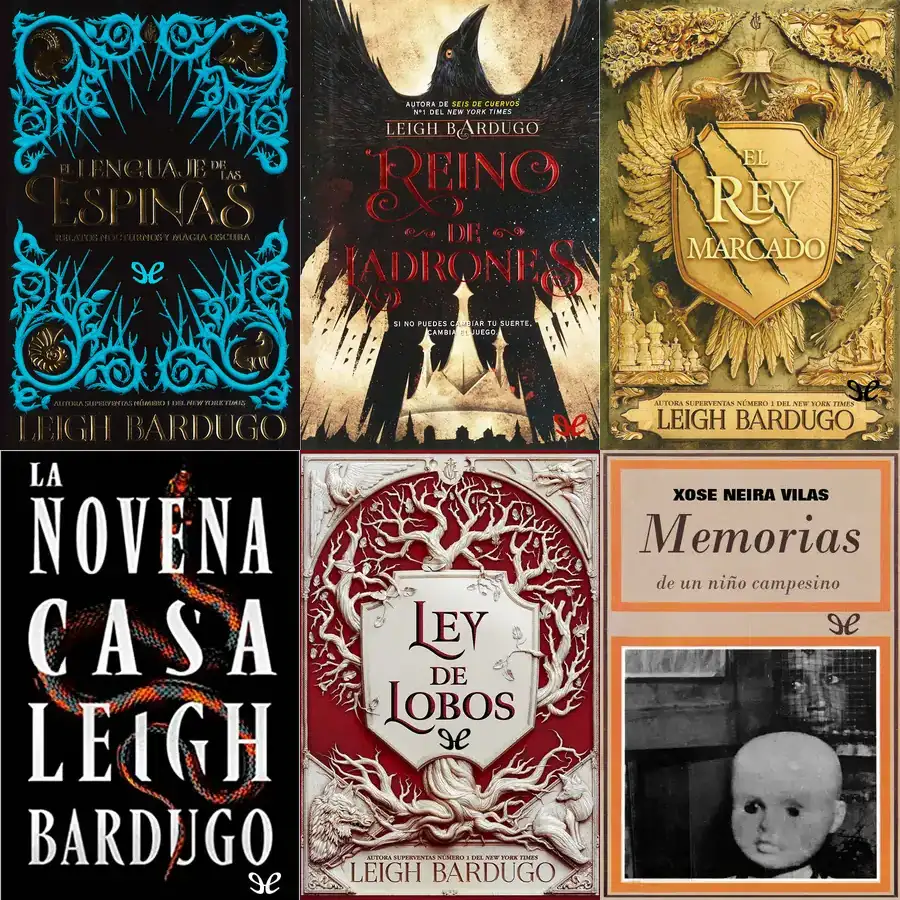 EL LENGUAJE DE LAS
ESPINAS
RELATOS NOCTURNOS Y MAGIA OSCURA
AUTORA SUPERVENTAS NÚMERO 1 DEL NEW YORK TIMES
LEIGH BARDUGO
AUTORA DE SEIS DE CUERVOS
Nº1 DEL NEW YORK TIMES
LEIGH BARDUGO
REINO
DE
LADRONES
SI NO PUEDES CAMBIAR TU SUERTE,
CAMBIA EL JUEGO.
EL
REY
MARCADO
AUTORA SUPERVENTAS NÚMERO 1 DEL NEW YORK TIMES
LEIGH BARDUGO
LA
NOVENA
CASA
LEIGH
BARDUGO
LEY
DE
LOBOS
AUTORA SUPERVENTAS NÚMERO 1 DEL NEW YORK TIMES
LEIGH BARDUGO
XOSE NEIRA VILAS
Memorias
de un niño campesino